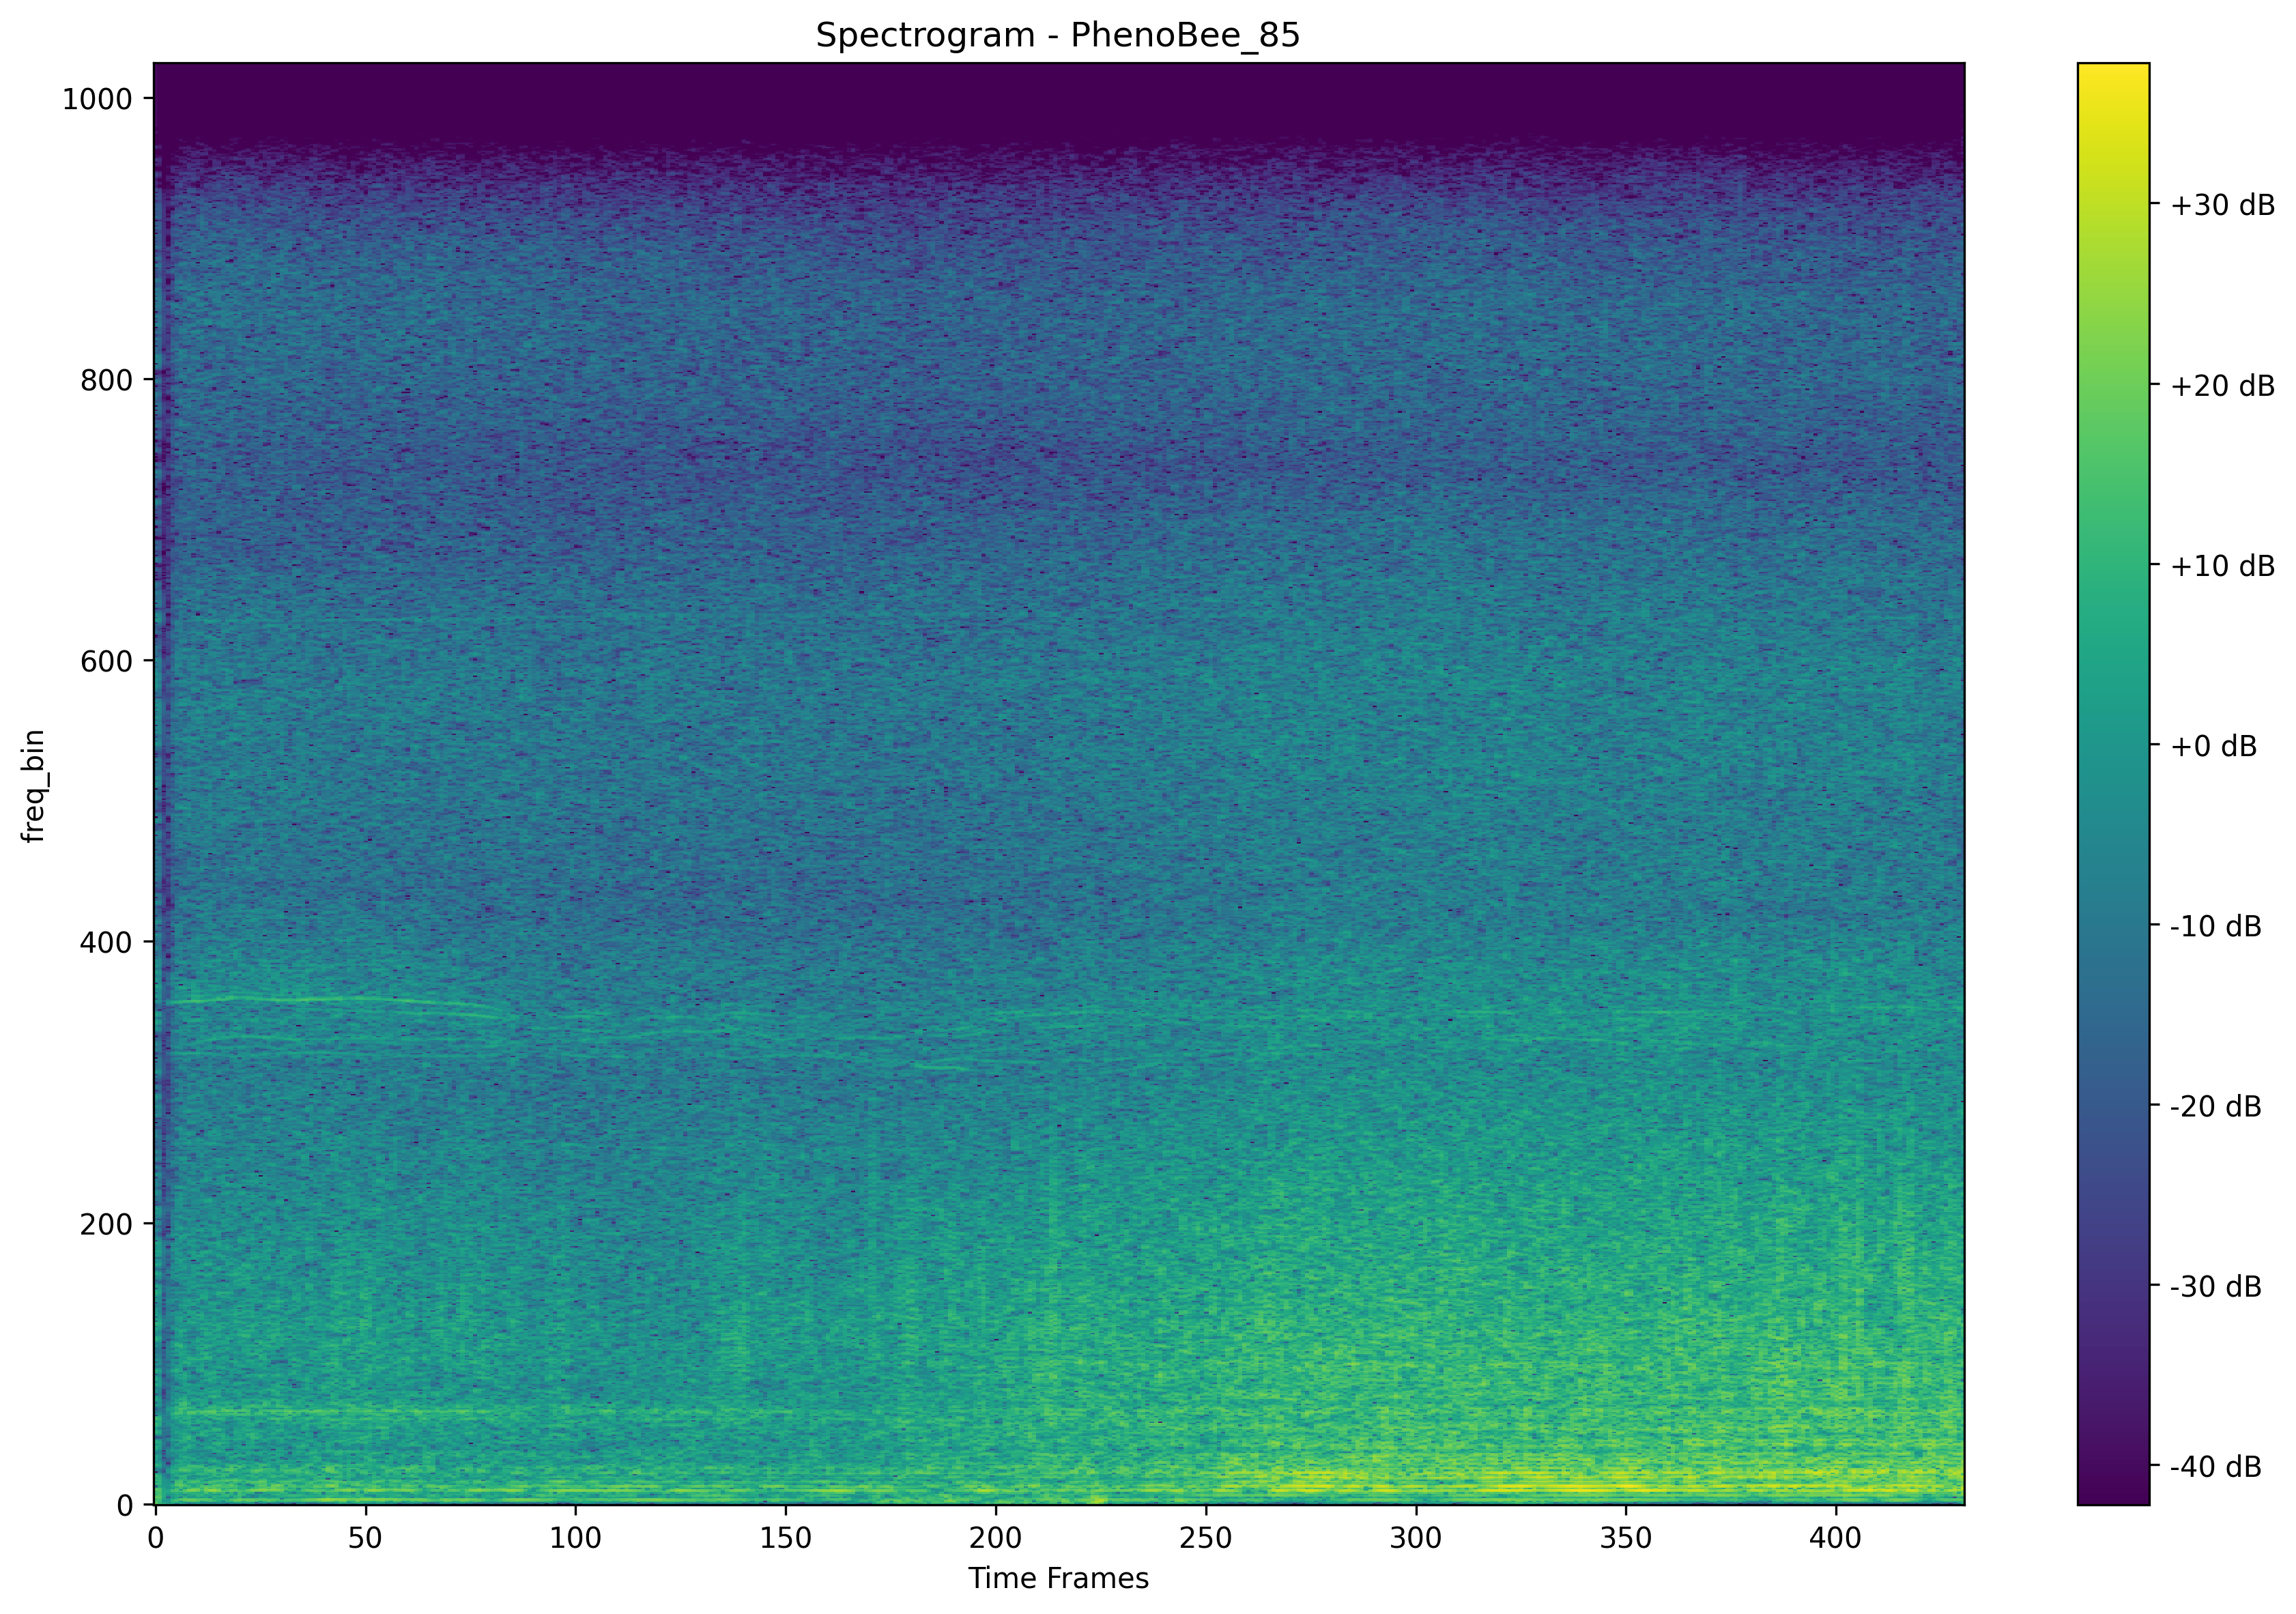 Spectrogram - PhenoBee_85
1000
800
600
400
200
0
freq_bin
0 50 100 150 200 250 300 350 400
Time Frames
+30 dB
+20 dB
+10 dB
+0 dB
-10 dB
-20 dB
-30 dB
-40 dB